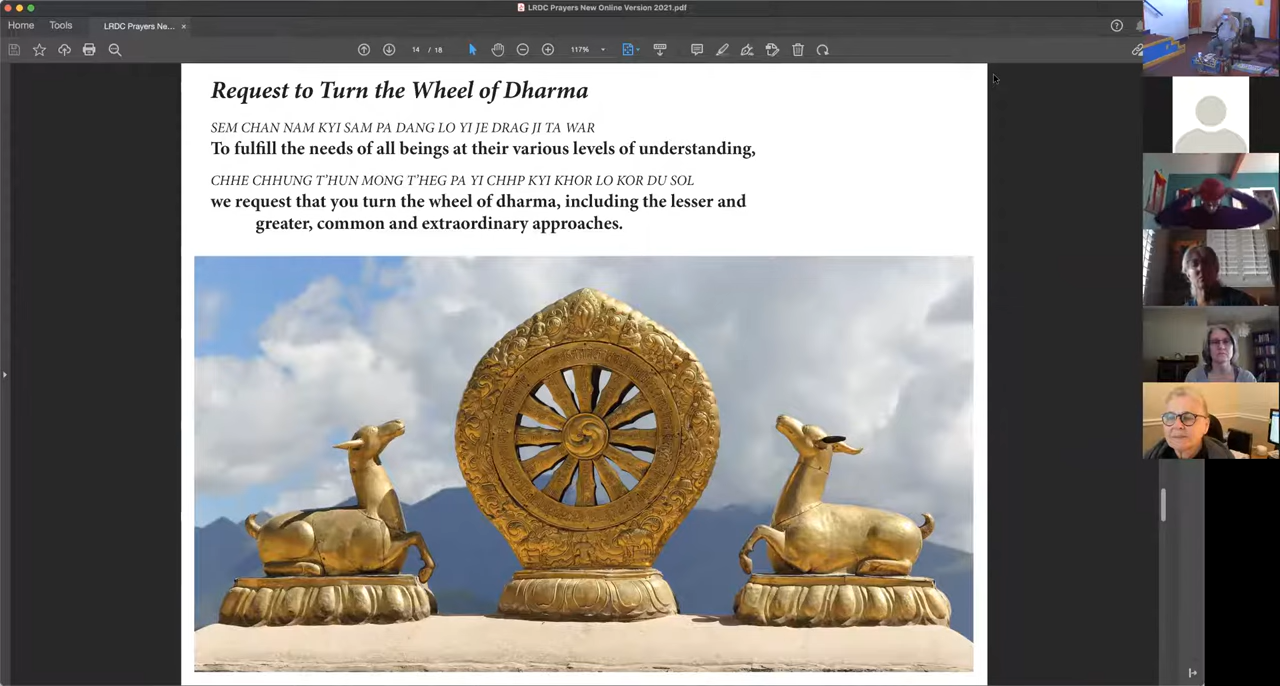 LRDC Prayers New Online Version 2021.pdf
Home Tools LRDC Prayers Ne... ×
14 / 18 117%
Request to Turn the Wheel of Dharma
SEM CHAN NAM KYI SAM PA DANG LO YI JE DRAG JI TA WAR
To fulfill the needs of all beings at their various levels of understanding,
CHHE CHHUNG T'HUN MONG T'HEG PA YI CHHP KYI KHOR LO KOR DU SOL
we request that you turn the wheel of dharma, including the lesser and
greater, common and extraordinary approaches.